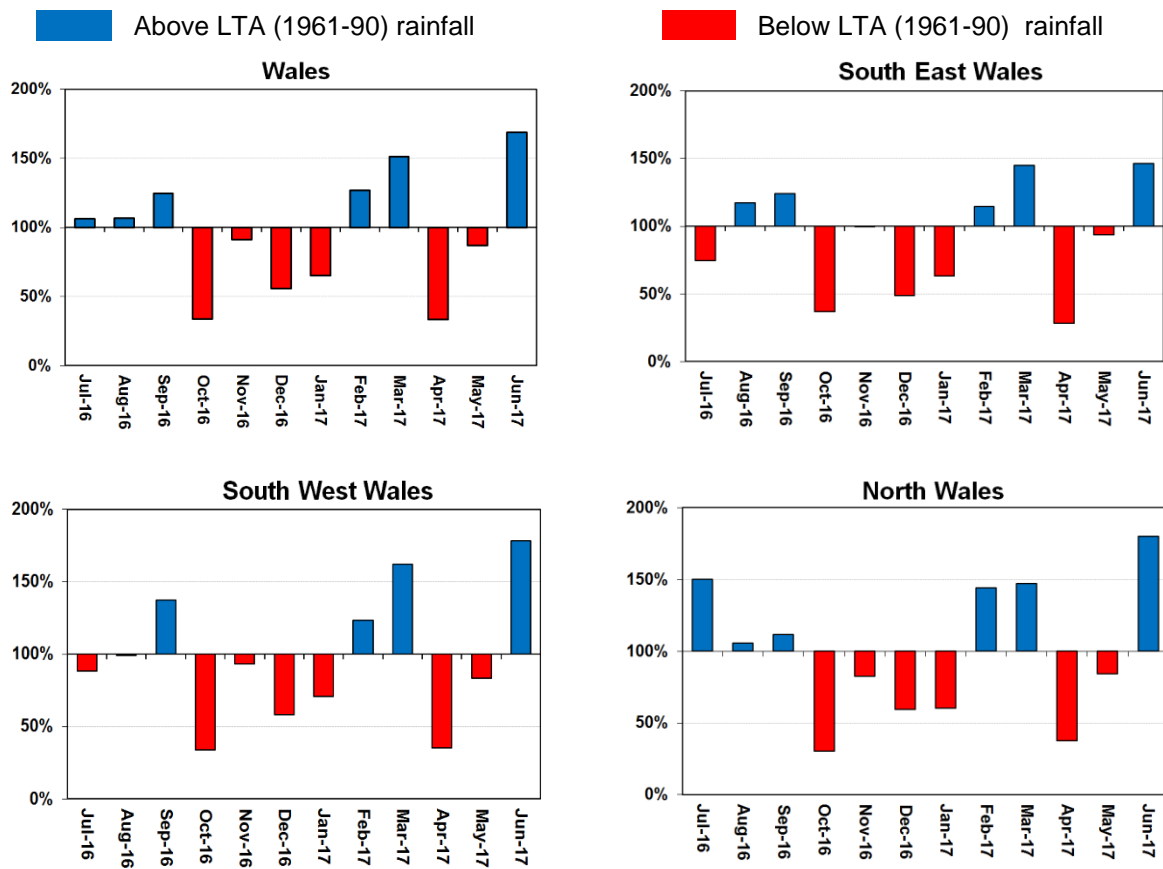 Above LTA (1961-90) rainfall
Below LTA (1961-90) rainfall
Wales
200%
150%
100%
50%
0%
Jul-16
Aug-16
Sep-16
Oct-16
Nov-16
Dec-16
Jan-17
Feb-17
Mar-17
Apr-17
May-17
Jun-17
South East Wales
200%
150%
100%
50%
0%
Jul-16
Aug-16
Sep-16
Oct-16
Nov-16
Dec-16
Jan-17
Feb-17
Mar-17
Apr-17
May-17
Jun-17
South West Wales
200%
150%
100%
50%
0%
Jul-16
Aug-16
Sep-16
Oct-16
Nov-16
Dec-16
Jan-17
Feb-17
Mar-17
Apr-17
May-17
Jun-17
North Wales
200%
150%
100%
50%
0%
Jul-16
Aug-16
Sep-16
Oct-16
Nov-16
Dec-16
Jan-17
Feb-17
Mar-17
Apr-17
May-17
Jun-17